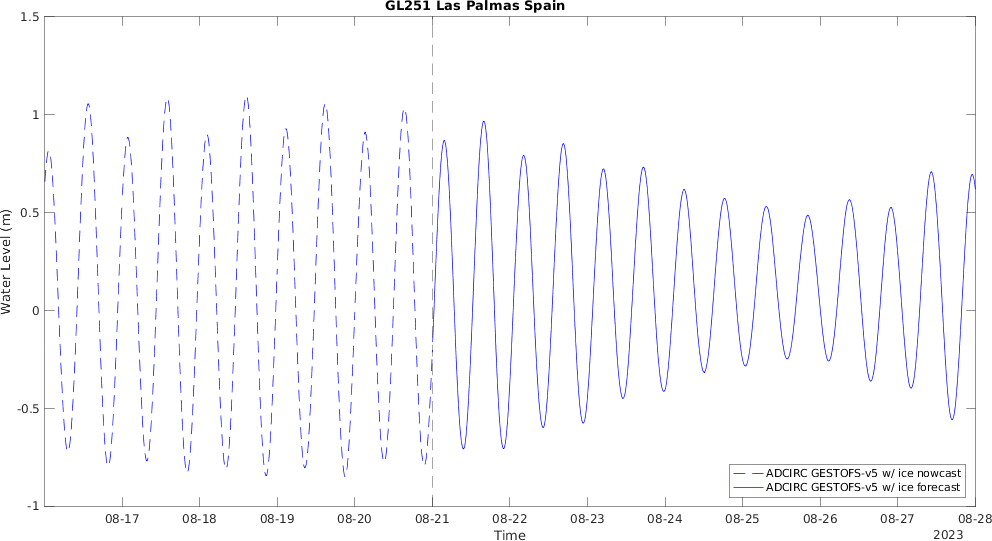 GL251 Las Palmas Spain
1.5
1
0.5
0
-0.5
-1
Water Level (m)
08-17 08-18 08-19 08-20 08-21 08-22 08-23 08-24 08-25 08-26 08-27 08-28
Time
2023
ADCIRC GESTOFS-v5 w/ ice nowcast
ADCIRC GESTOFS-v5 w/ ice forecast